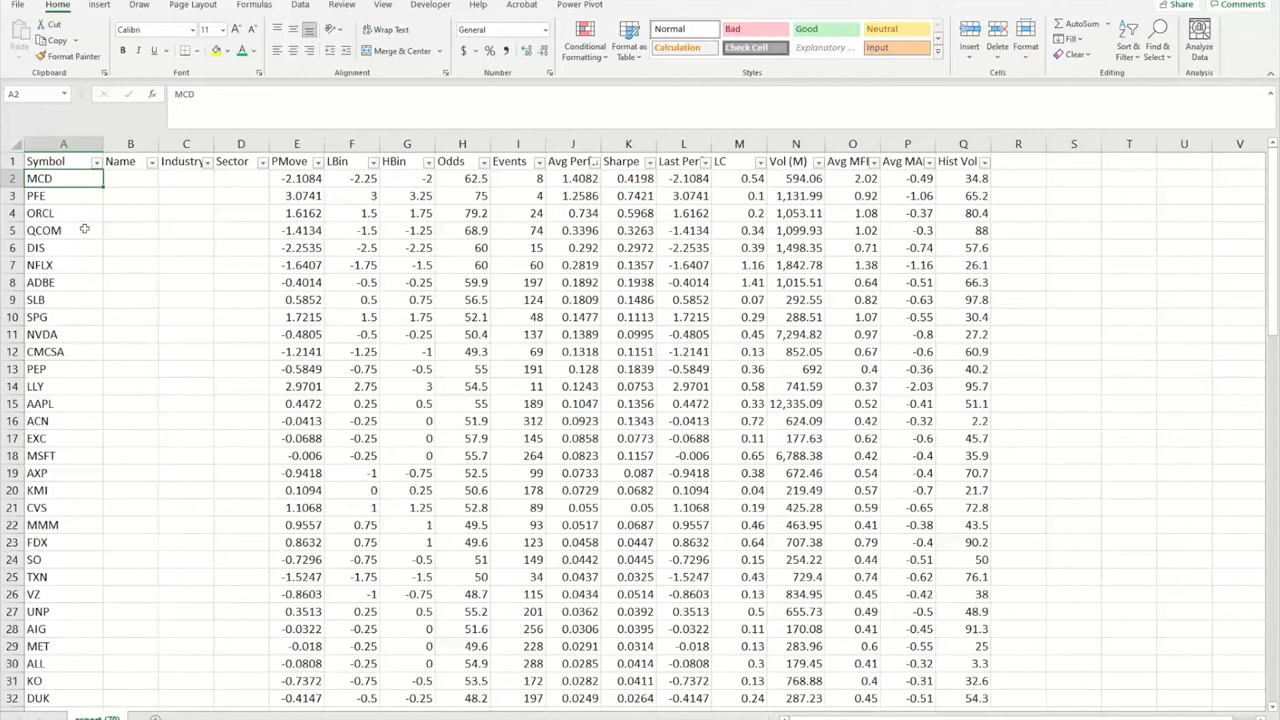 File Home Insert Draw Page Layout Formulas Data Review View Developer Help Acrobat Power Pivot Share Comments
Cut Calibri 11 Wrap Text General Normal Bad Good Neutral AutoSum
Copy Fill
Paste Format Painter B I U Merge & Center $ % Conditional Formatting Format as Table Calculation Check Cell Explanatory ... Input Insert Delete Format Clear Sort & Filter Find & Select Analyze Data
Clipboard Font Alignment Number Styles Cells Editing Analysis
A2 fx MCD
A B C D E F G H I J K L M N O P Q R S T U V
1 Symbol Name Industry Sector PMove LBin HBin Odds Events Avg Perf Sharpe Last Per LC Vol (M) Avg MF Avg MA Hist Vol
2 MCD -2.1084 -2.25 -2 62.5 8 1.4082 0.4198 -2.1084 0.54 594.06 2.02 -0.49 34.8
3 PFE 3.0741 3 3.25 75 4 1.2586 0.7421 3.0741 0.1 1,131.99 0.92 -1.06 65.2
4 ORCL 1.6162 1.5 1.75 79.2 24 0.734 0.5968 1.6162 0.2 1,053.11 1.08 -0.37 80.4
5 QCOM -1.4134 -1.5 -1.25 68.9 74 0.3396 0.3263 -1.4134 0.34 1,099.93 1.02 -0.3 88
6 DIS -2.2535 -2.5 -2.25 60 15 0.292 0.2972 -2.2535 0.39 1,498.35 0.71 -0.74 57.6
7 NFLX -1.6407 -1.75 -1.5 60 60 0.2819 0.1357 -1.6407 1.16 1,842.78 1.38 -1.16 26.1
8 ADBE -0.4014 -0.5 -0.25 59.9 197 0.1892 0.1938 -0.4014 1.41 1,015.51 0.64 -0.51 66.3
9 SLB 0.5852 0.5 0.75 56.5 124 0.1809 0.1486 0.5852 0.07 292.55 0.82 -0.63 97.8
10 SPG 1.7215 1.5 1.75 52.1 48 0.1477 0.1113 1.7215 0.29 288.51 1.07 -0.55 30.4
11 NVDA -0.4805 -0.5 -0.25 50.4 137 0.1389 0.0995 -0.4805 0.45 7,294.82 0.97 -0.8 27.2
12 CMCSA -1.2141 -1.25 -1 49.3 69 0.1318 0.1151 -1.2141 0.13 852.05 0.67 -0.6 60.9
13 PEP -0.5849 -0.75 -0.5 55 191 0.128 0.1839 -0.5849 0.36 692 0.4 -0.36 40.2
14 LLY 2.9701 2.75 3 54.5 11 0.1243 0.0753 2.9701 0.58 741.59 0.37 -2.03 95.7
15 AAPL 0.4472 0.25 0.5 55 189 0.1047 0.1356 0.4472 0.33 12,335.09 0.52 -0.41 51.1
16 ACN -0.0413 -0.25 0 51.9 312 0.0923 0.1343 -0.0413 0.72 624.09 0.42 -0.32 2.2
17 EXC -0.0688 -0.25 0 57.9 145 0.0858 0.0773 -0.0688 0.11 177.63 0.62 -0.6 45.7
18 MSFT -0.006 -0.25 0 55.7 264 0.0823 0.1157 -0.006 0.65 6,788.38 0.42 -0.4 35.9
19 AXP -0.9418 -1 -0.75 52.5 99 0.0733 0.087 -0.9418 0.38 672.46 0.54 -0.4 70.7
20 KMI 0.1094 0 0.25 50.6 178 0.0729 0.0682 0.1094 0.04 219.49 0.57 -0.7 21.7
21 CVS 1.1068 1 1.25 52.8 89 0.055 0.05 1.1068 0.19 425.28 0.59 -0.65 72.8
22 MMM 0.9557 0.75 1 49.5 93 0.0517 0.0687 0.9557 0.46 463.95 0.41 -0.38 43.5
23 FDX 0.8632 0.75 1 49.6 123 0.0458 0.0447 0.8632 0.64 707.38 0.79 -0.4 90.2
24 SO -0.7296 -0.75 -0.5 51 149 0.0442 0.0445 -0.7296 0.15 254.22 0.44 -0.51 50
25 TXN -1.5247 -1.75 -1.5 50 34 0.0437 0.0325 -1.5247 0.43 729.4 0.74 -0.62 76.1
26 VZ -0.8603 -1 -0.75 48.7 115 0.0434 0.0514 -0.8603 0.13 834.95 0.45 -0.42 38
27 UNP 0.3513 0.25 0.5 55.2 201 0.0362 0.0392 0.3513 0.5 655.73 0.49 -0.5 48.9
28 AIG -0.0322 -0.25 0 51.6 256 0.0306 0.0395 -0.0322 0.11 170.08 0.41 -0.45 91.3
29 MET -0.018 -0.25 0 49.6 228 0.0291 0.0314 -0.018 0.13 283.96 0.6 -0.55 25
30 ALL -0.0808 -0.25 0 54.9 288 0.0285 0.0414 -0.0808 0.3 179.45 0.41 -0.32 3.3
31 KO -0.7372 -0.75 -0.5 53.5 172 0.0282 0.0411 -0.7372 0.14 768.88 0.4 -0.31 32.6
32 DUK -0.4147 -0.5 -0.25 48.2 197 0.0249 0.0264 -0.4147 0.24 287.23 0.45 -0.51 54.3
export (70)